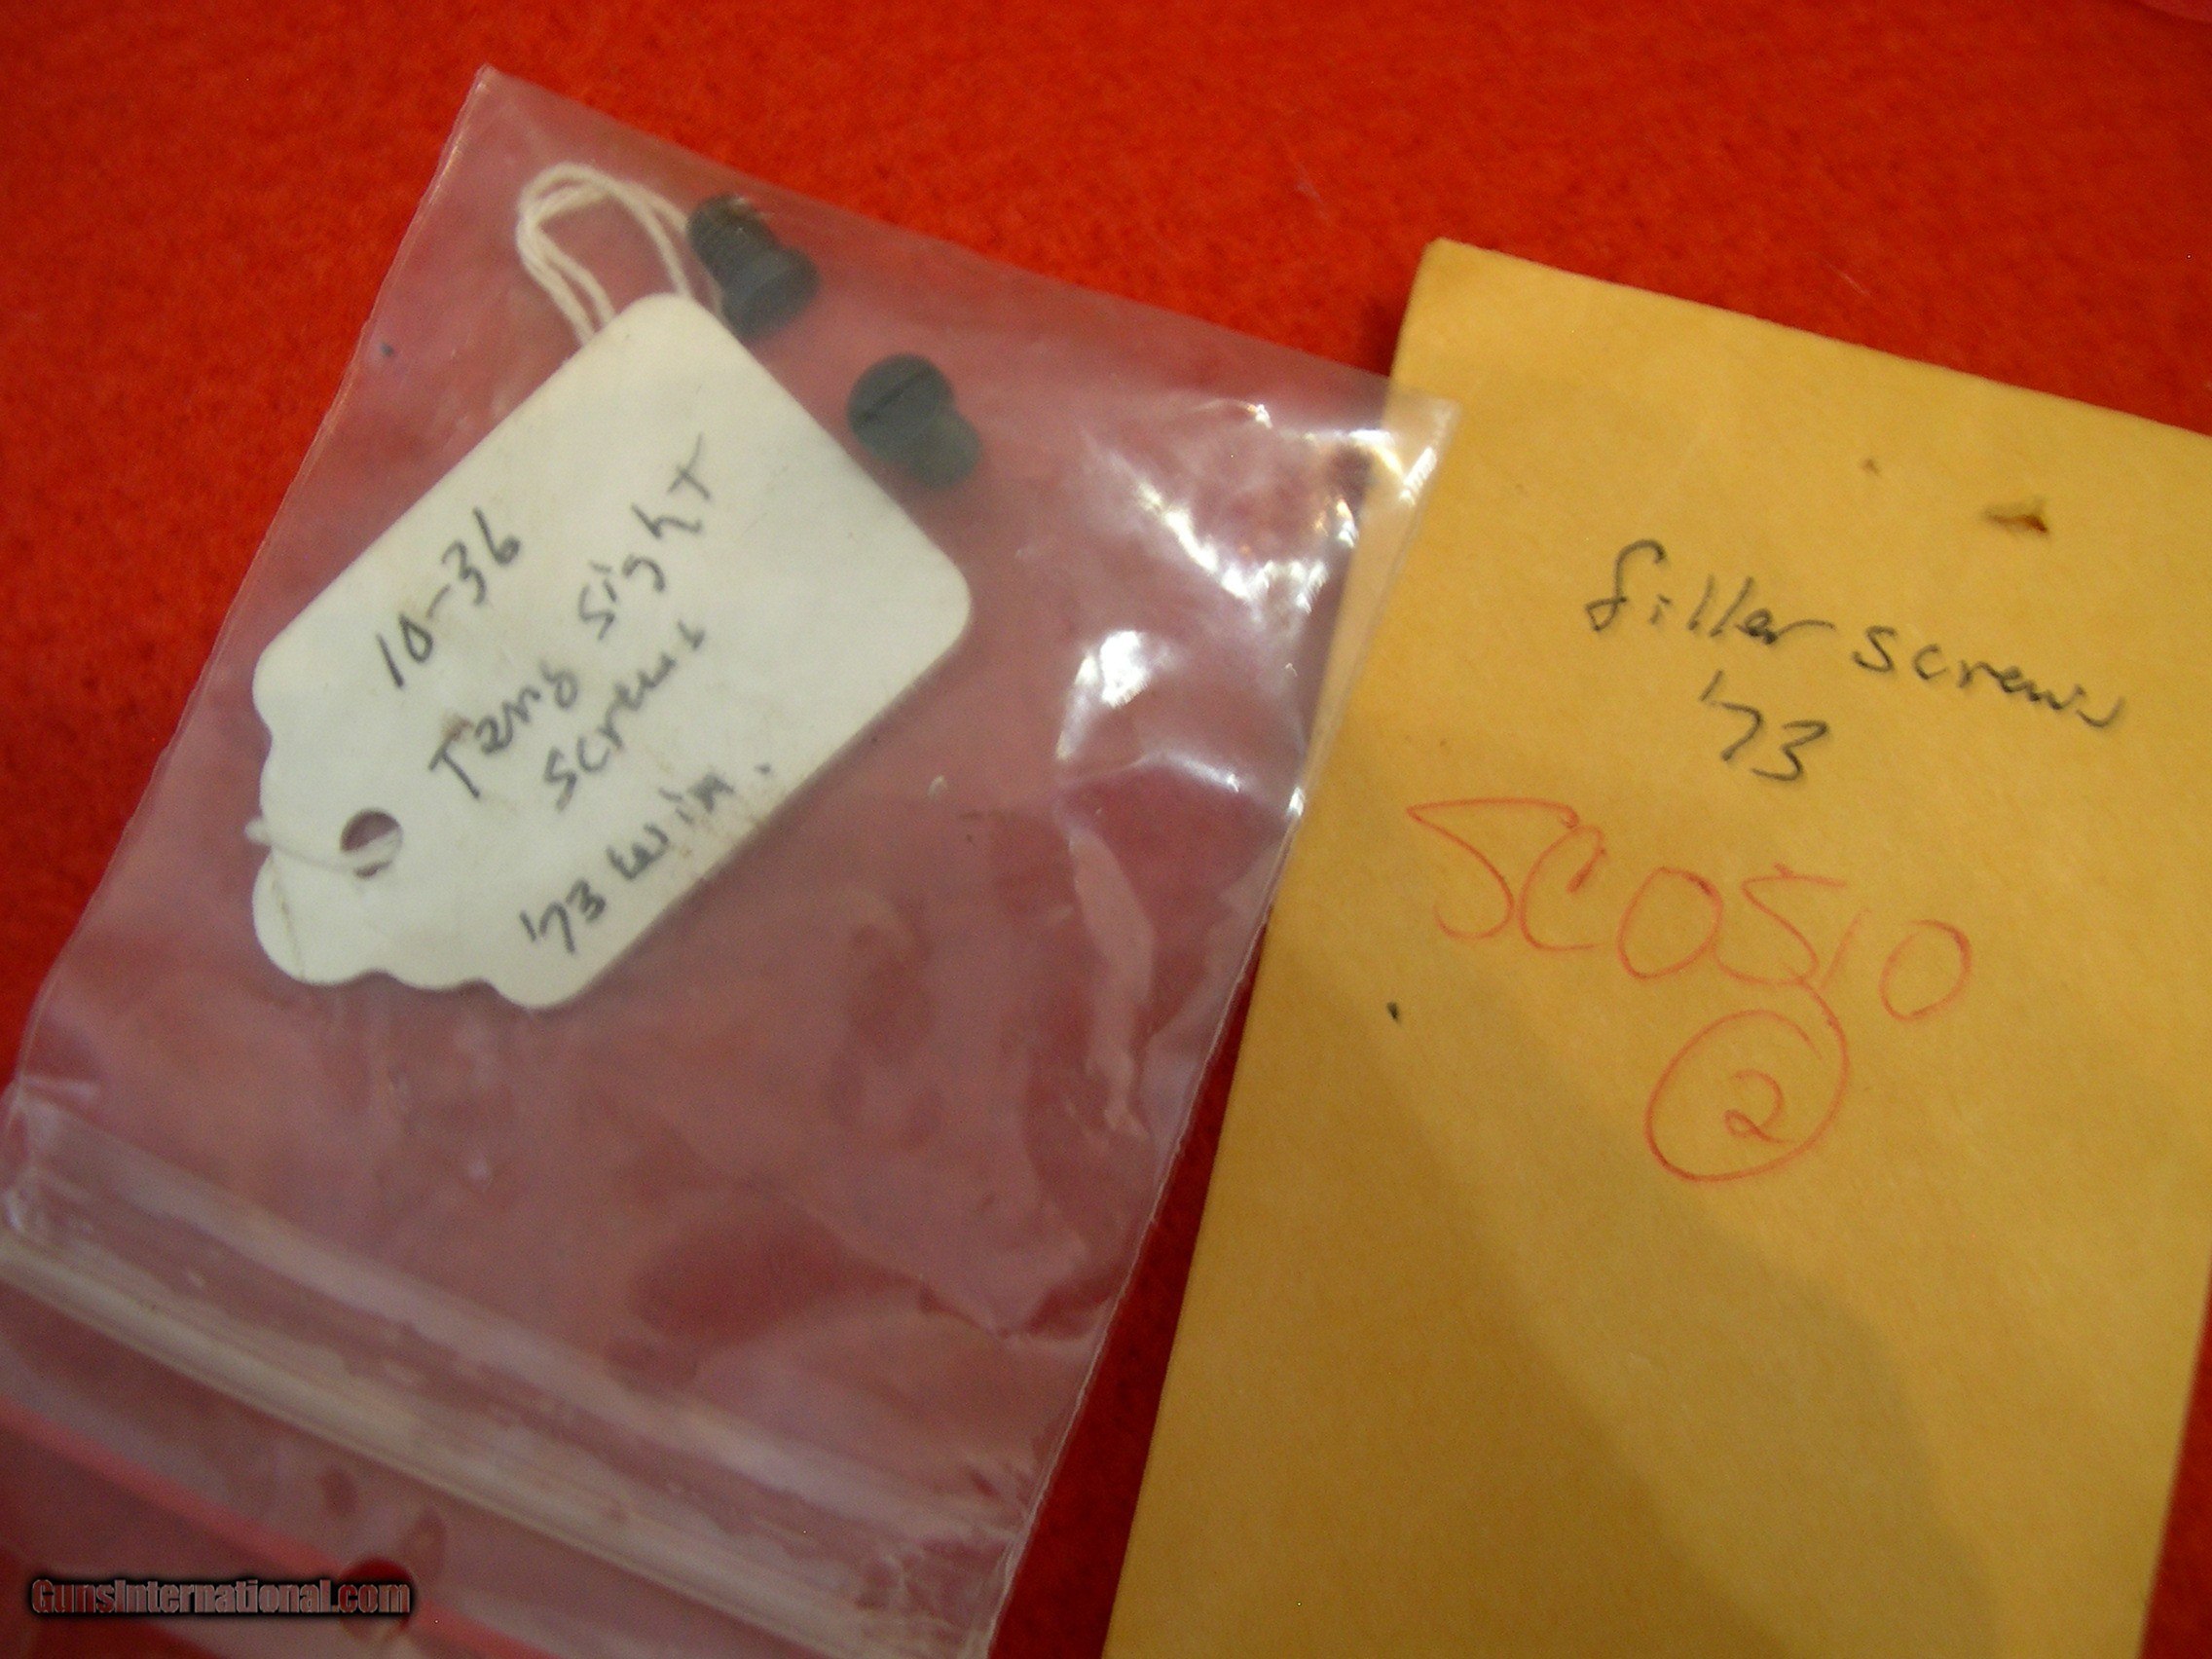 10-36
Tang sight
screws
'73 win.
filler screws
'73
SC0510
2
GunsInternational.com